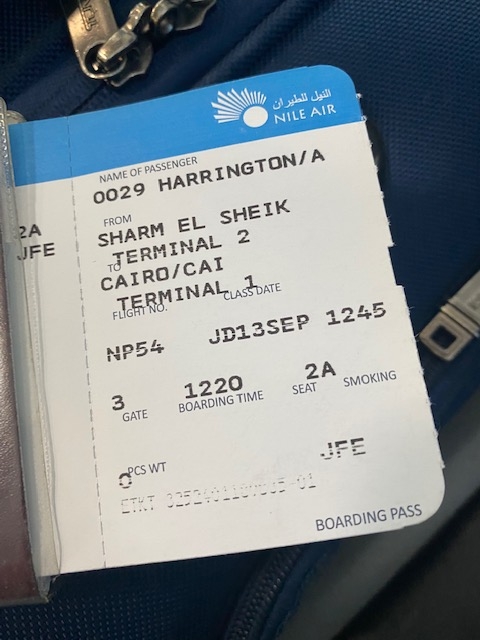 النيل للطيران
NILE AIR
NAME OF PASSENGER
0029 HARRINGTON/A
2A
JFE
FROM
SHARM EL SHEIK
TERMINAL 2
TO
CAIRO/CAI
TERMINAL 1
FLIGHT NO. CLASS DATE
NP54 JD13SEP 1245
3 1220 2A
GATE BOARDING TIME SEAT SMOKING
0 PCS WT JFE
ETKT
BOARDING PASS